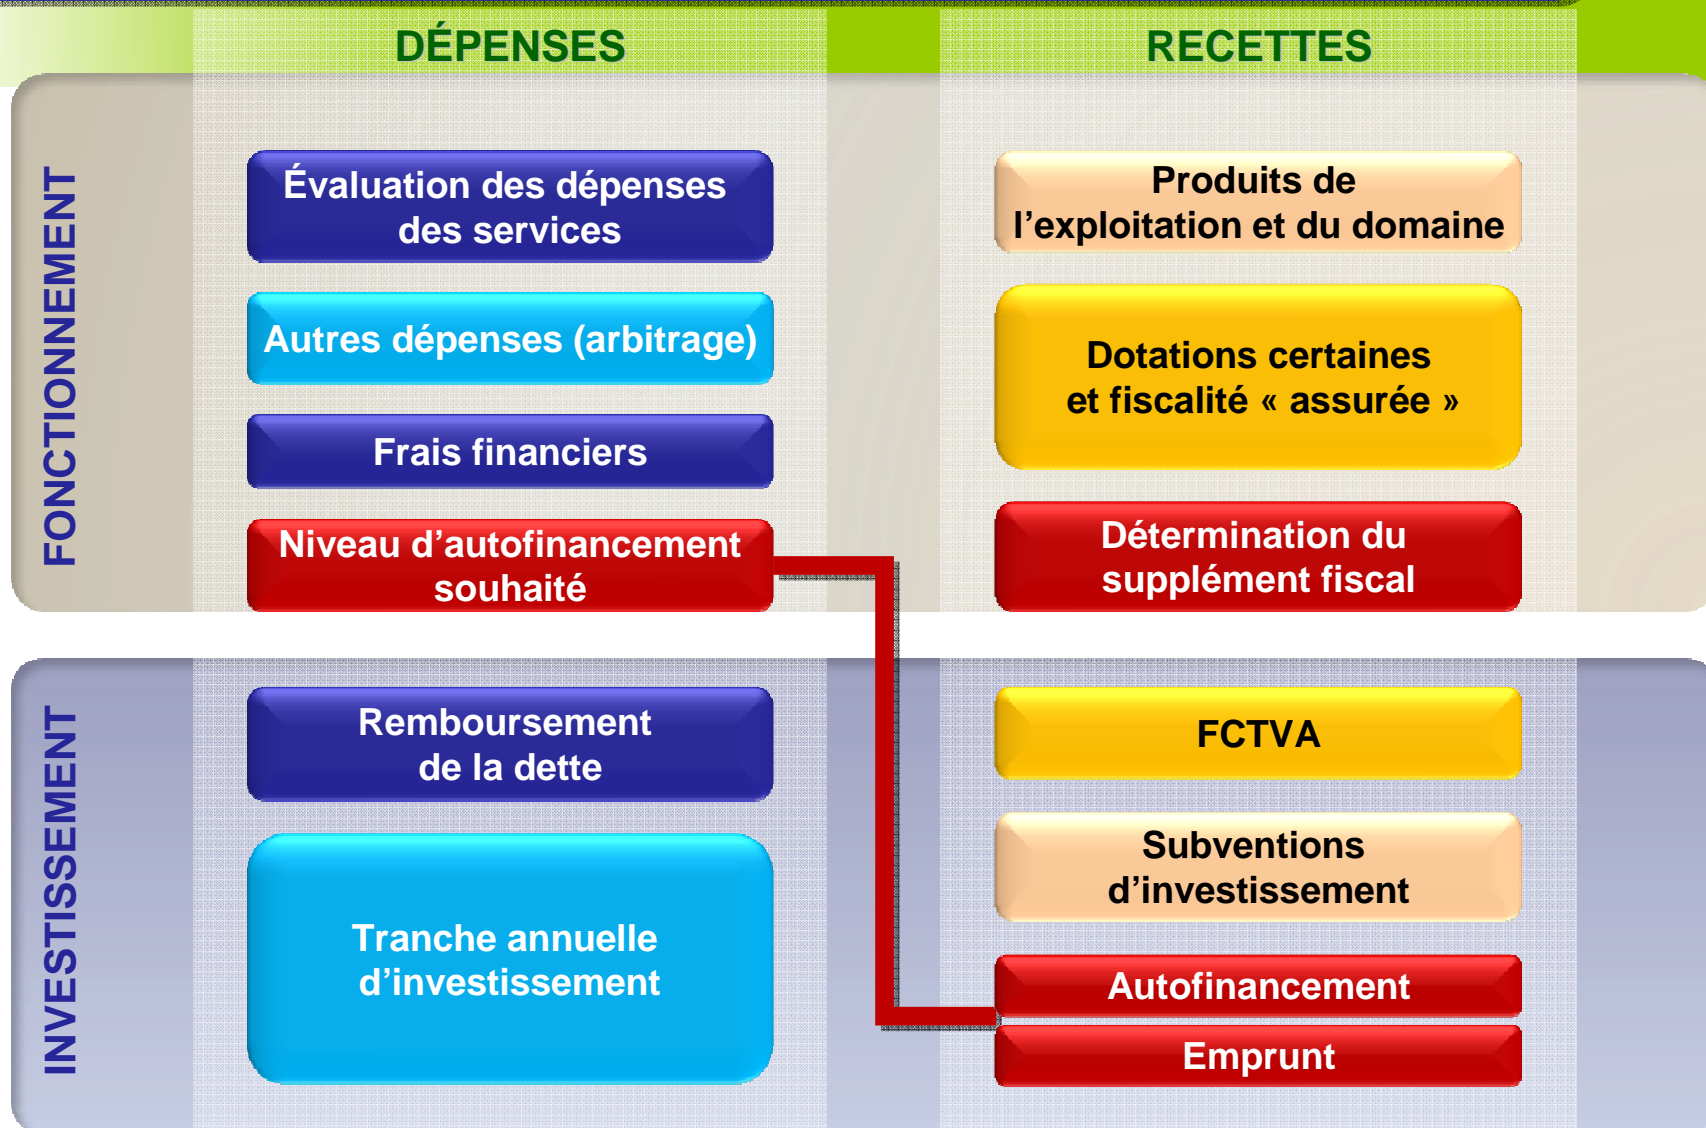 DÉPENSES
RECETTES
FONCTIONNEMENT
Évaluation des dépenses
des services
Autres dépenses (arbitrage)
Frais financiers
Niveau d’autofinancement
souhaité
Produits de
l’exploitation et du domaine
Dotations certaines
et fiscalité « assurée »
Détermination du
supplément fiscal
INVESTISSEMENT
Remboursement
de la dette
Tranche annuelle
d’investissement
FCTVA
Subventions
d’investissement
Autofinancement
Emprunt